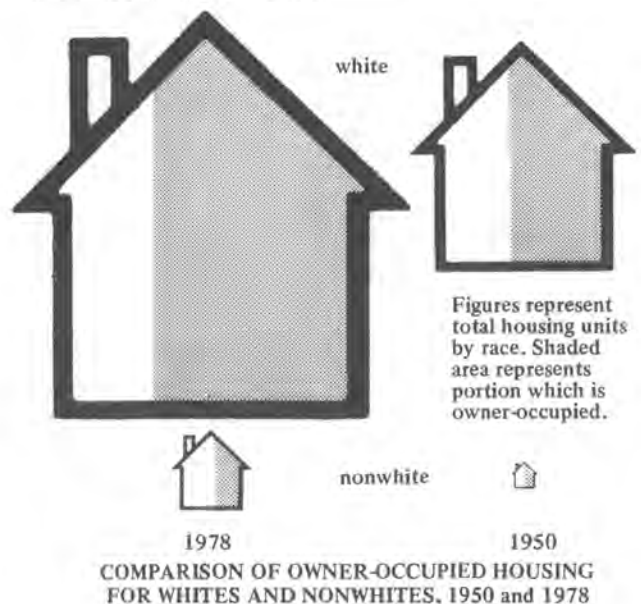 white
Figures represent
total housing units
by race. Shaded
area represents
portion which is
owner-occupied.
nonwhite
1978
1950
COMPARISON OF OWNER-OCCUPIED HOUSING
FOR WHITES AND NONWHITES, 1950 and 1978